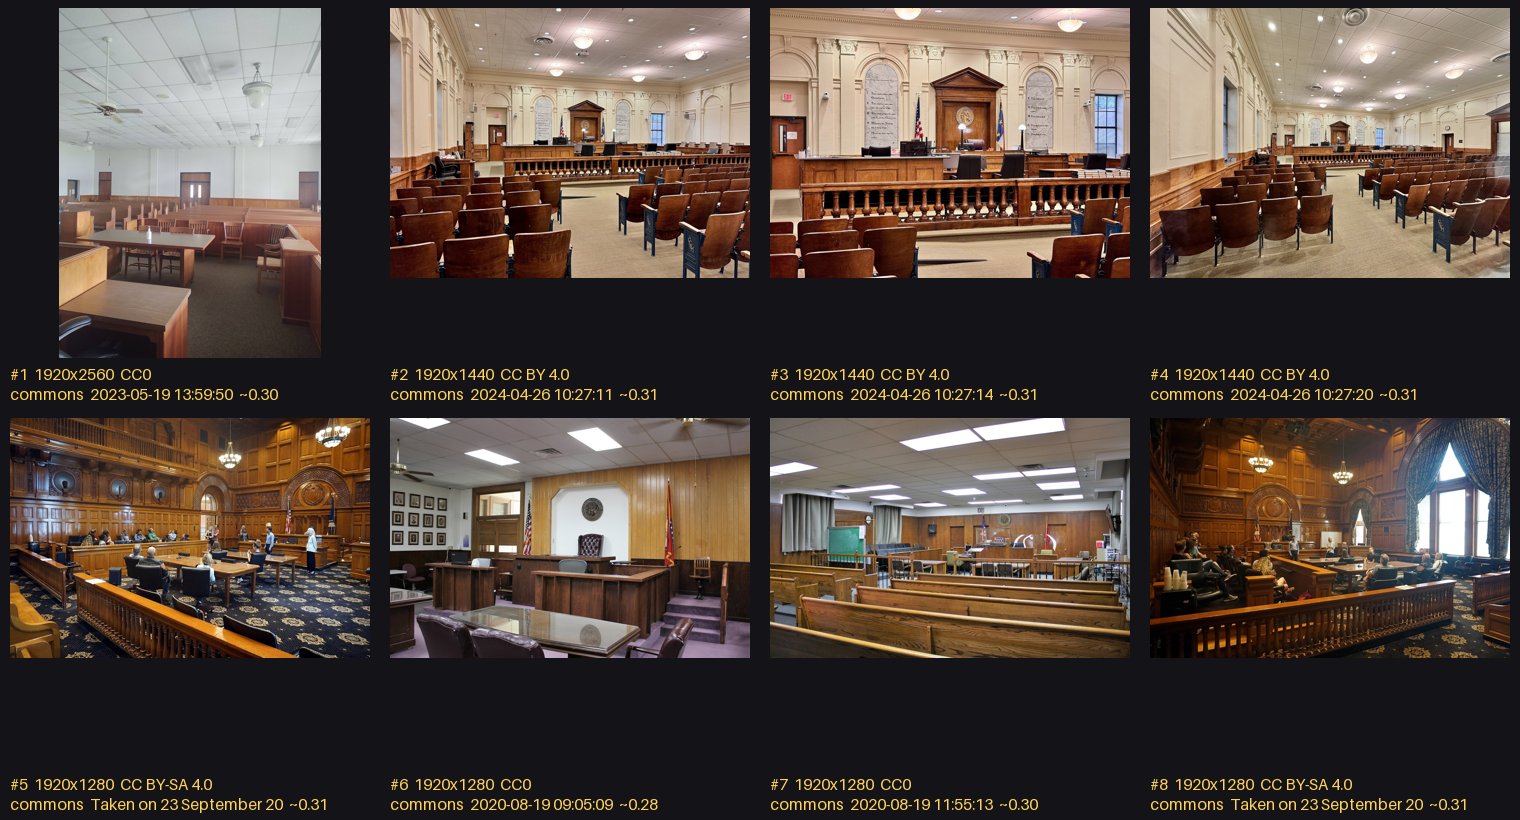 #1 1920x2560 CC0
commons 2023-05-19 13:59:50 ~0.30
#2 1920x1440 CC BY 4.0
commons 2024-04-26 10:27:11 ~0.31
#3 1920x1440 CC BY 4.0
commons 2024-04-26 10:27:14 ~0.31
#4 1920x1440 CC BY 4.0
commons 2024-04-26 10:27:20 ~0.31
#5 1920x1280 CC BY-SA 4.0
commons Taken on 23 September 20 ~0.31
#6 1920x1280 CC0
commons 2020-08-19 09:05:09 ~0.28
#7 1920x1280 CC0
commons 2020-08-19 11:55:13 ~0.30
#8 1920x1280 CC BY-SA 4.0
commons Taken on 23 September 20 ~0.31